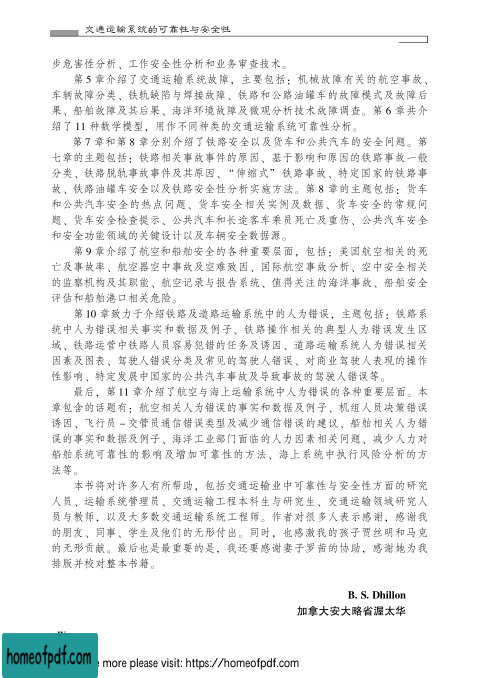 交通运输系统的可靠性与安全性
步危害性分析、工作安全性分析和业务审查技术。
第 5 章介绍了交通运输系统故障，主要包括：机械故障有关的航空事故、
车辆故障分类、铁轨缺陷与焊接故障、铁路和公路油罐车的故障模式及故障后
果、船舶故障及其后果、海洋环境故障及微观分析技术故障调查。第 6 章共介
绍了 11 种数学模型，用作不同种类的交通运输系统可靠性分析。
第 7 章和第 8 章分别介绍了铁路安全以及货车和公共汽车的安全问题。第
七章的主题包括：铁路相关事故事件的原因、基于影响和原因的铁路事故一般
分类、铁路脱轨事故事件及其原因、“伸缩式” 铁路事故、特定国家的铁路事
故、铁路油罐车安全以及铁路安全性分析实施方法。第 8 章的主题包括：货车
和公共汽车安全的热点问题、货车安全相关实例及数据、货车安全的常规问
题、货车安全检查提示、公共汽车和长途客车乘员死亡及重伤、公共汽车安全
和安全功能领域的关键设计以及车辆安全数据源。
第 9 章介绍了航空和船舶安全的各种重要层面，包括：美国航空相关的死
亡及事故率、航空器空中事故及空难致因、国际航空事故分析、空中安全相关
的监察机构及其职能、航空记录与报告系统、值得关注的海洋事故、船舶安全
评估和船舶港口相关危险。
第 10 章致力于介绍铁路及道路运输系统中的人为错误，主题包括：铁路系
统中人为错误相关事实和数据及例子、铁路操作相关的典型人为错误发生区
域、铁路运营中铁路人员容易犯错的任务及诱因、道路运输系统人为错误相关
因素及图表、驾驶人错误分类及常见的驾驶人错误、对商业驾驶人表现的操作
性影响、特定发展中国家的公共汽车事故及导致事故的驾驶人错误等。
最后，第 11 章介绍了航空与海上运输系统中人为错误的各种重要层面。本
章包含的话题有：航空相关人为错误的事实和数据及例子、机组人员决策错误
诱因、飞行员 – 交管员通信错误类型及减少通信错误的建议、船舶相关人为错
误的事实和数据及例子、海洋工业部门面临的人力因素相关问题、减少人力对
船舶系统可靠性的影响及增加可靠性的方法、海上系统中执行风险分析的方
法等。
本书将对许多人有所帮助，包括交通运输业中可靠性与安全性方面的研究
人员、运输系统管理员、交通运输工程本科生与研究生、交通运输领域研究人
员与教师，以及大多数交通运输系统工程师。作者对很多人表示感谢，感谢我
的朋友、同事、学生及他们的无形付出。同时，也感激我的孩子贾丝明和马克
的无形贡献。最后也是最重要的是，我还要感谢妻子罗茜的协助，感谢她为我
排版并校对整本书籍。
B. S. Dhillon
加拿大安大略省渥太华
homeofpdf.com
more please visit: https://homeofpdf.com